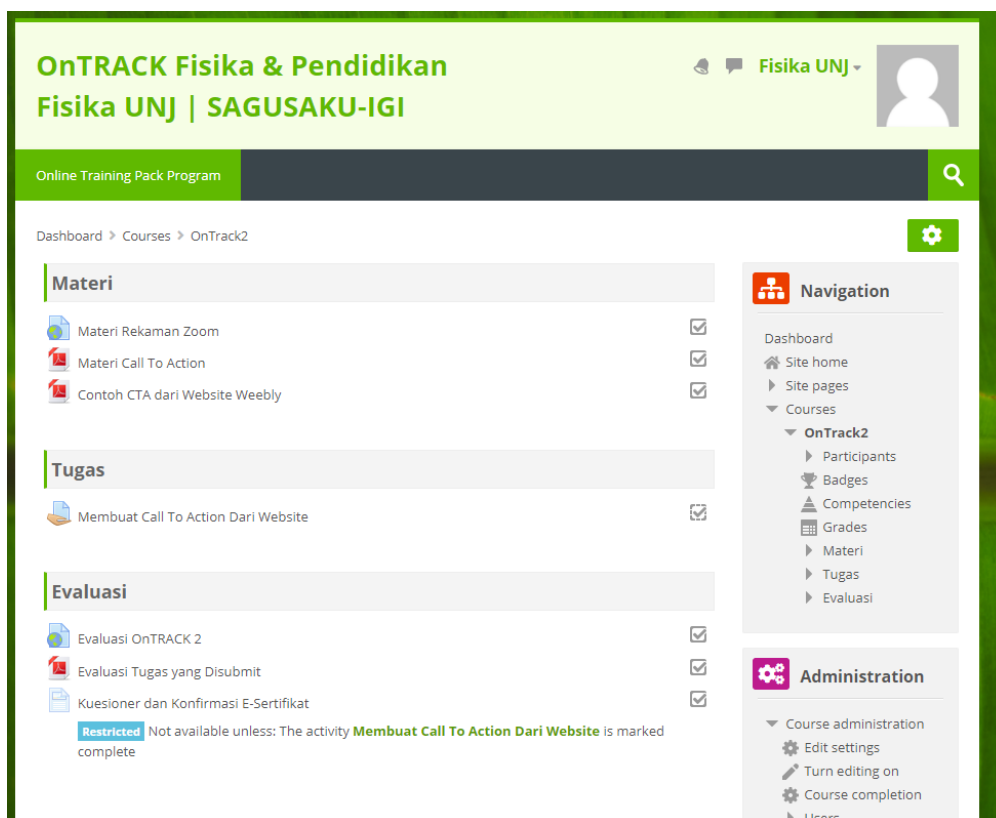 OnTRACK Fisika & Pendidikan
Fisika UNJ | SAGUSAKU-IGI
Fisika UNJ
Online Training Pack Program
Dashboard > Courses > OnTrack2
Materi
Materi Rekaman Zoom
Materi Call To Action
Contoh CTA dari Website Weebly
Tugas
Membuat Call To Action Dari Website
Evaluasi
Evaluasi OnTRACK 2
Evaluasi Tugas yang Disubmit
Kuesioner dan Konfirmasi E-Sertifikat
Restricted Not available unless: The activity Membuat Call To Action Dari Website is marked
complete
Navigation
Dashboard
Site home
Site pages
Courses
OnTrack2
Participants
Badges
Competencies
Grades
Materi
Tugas
Evaluasi
Administration
Course administration
Edit settings
Turn editing on
Course completion
Users